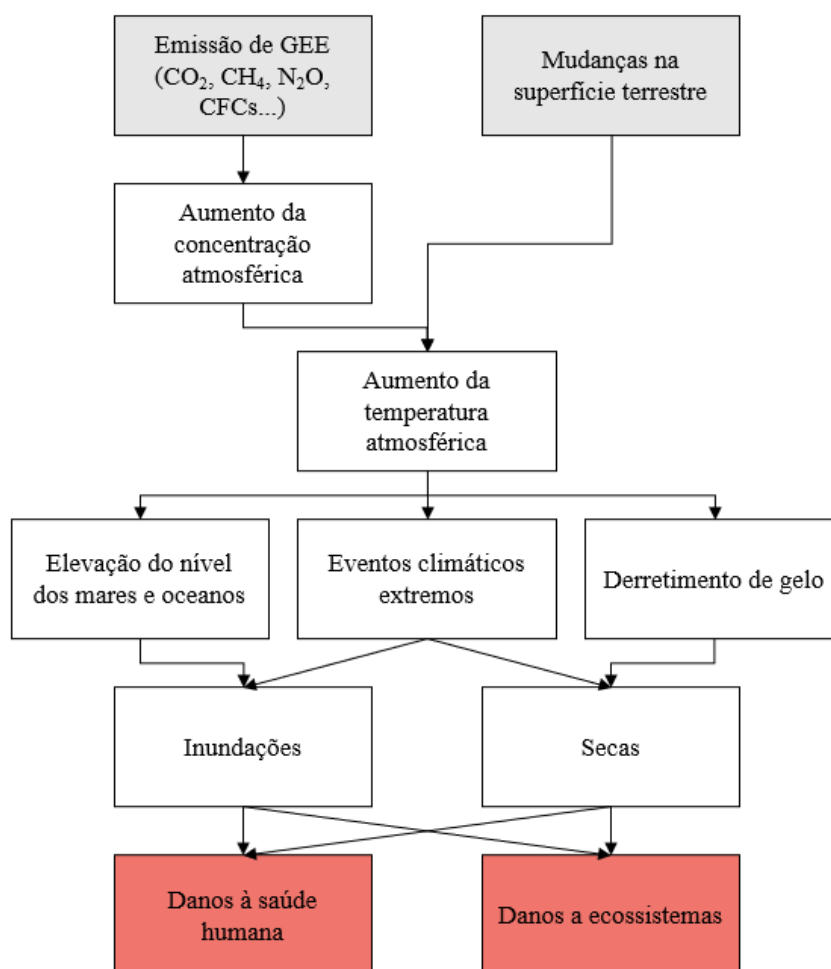 Emissão de GEE
(CO₂, CH₄, N₂O,
CFCs...)
Mudanças na
superfície terrestre
Aumento da
concentração
atmosférica
Aumento da
temperatura
atmosférica
Elevação do nível
dos mares e oceanos
Eventos climáticos
extremos
Derretimento de gelo
Inundações
Secas
Danos à saúde
humana
Danos a ecossistemas